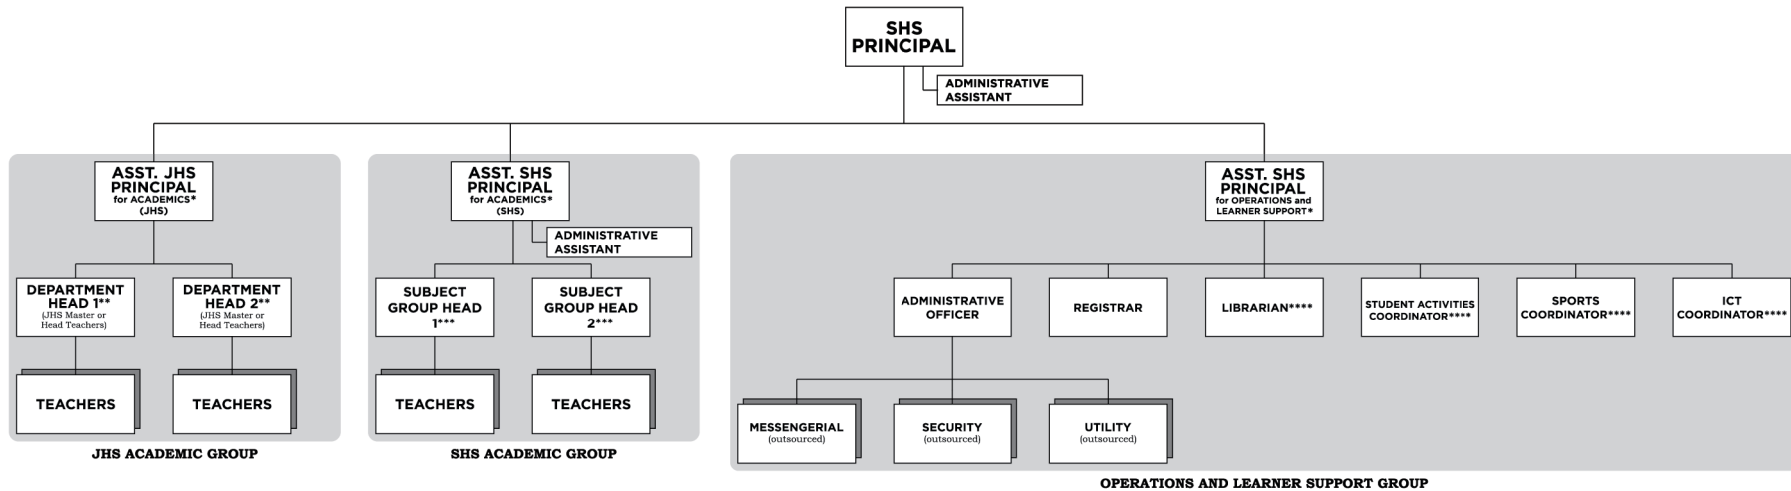 SHS
PRINCIPAL
ADMINISTRATIVE
ASSISTANT
ASST. JHS
PRINCIPAL
for ACADEMICS*
(JHS)
DEPARTMENT
HEAD 1**
(JHS Master or
Head Teachers)
DEPARTMENT
HEAD 2**
(JHS Master or
Head Teachers)
TEACHERS
TEACHERS
JHS ACADEMIC GROUP
ASST. SHS
PRINCIPAL
for ACADEMICS*
(SHS)
ADMINISTRATIVE
ASSISTANT
SUBJECT
GROUP HEAD
1***
SUBJECT
GROUP HEAD
2***
TEACHERS
TEACHERS
SHS ACADEMIC GROUP
ASST. SHS
PRINCIPAL
for OPERATIONS and
LEARNER SUPPORT*
ADMINISTRATIVE
OFFICER
REGISTRAR
LIBRARIAN****
STUDENT ACTIVITIES
COORDINATOR****
SPORTS
COORDINATOR****
ICT
COORDINATOR****
MESSENGERIAL
(outsourced)
SECURITY
(outsourced)
UTILITY
(outsourced)
OPERATIONS AND LEARNER SUPPORT GROUP